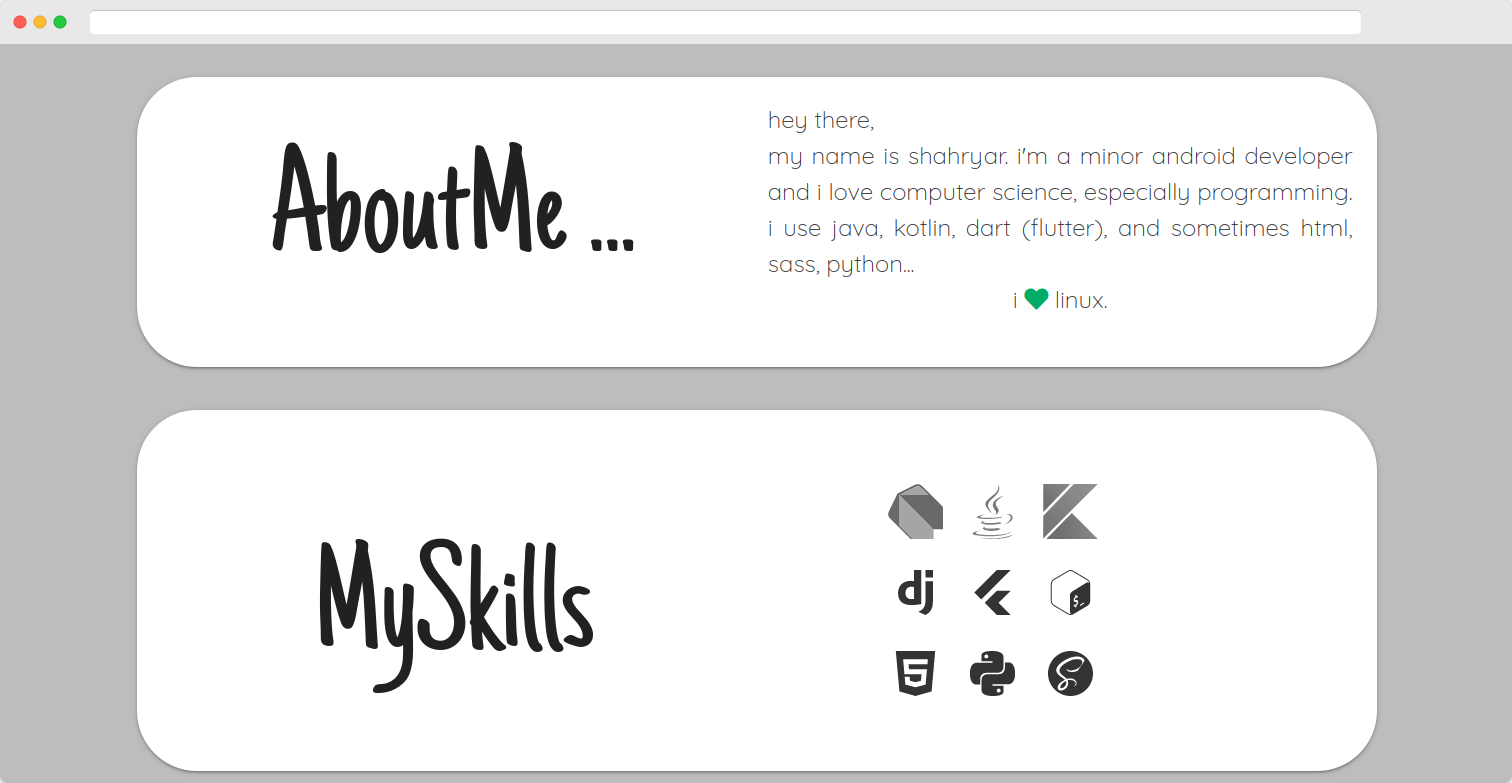 AboutMe ...
hey there,
my name is shahryar. i'm a minor android developer
and i love computer science, especially programming.
i use java, kotlin, dart (flutter), and sometimes html,
sass, python...
i 💚 linux.
MySkills
dj
$_
5